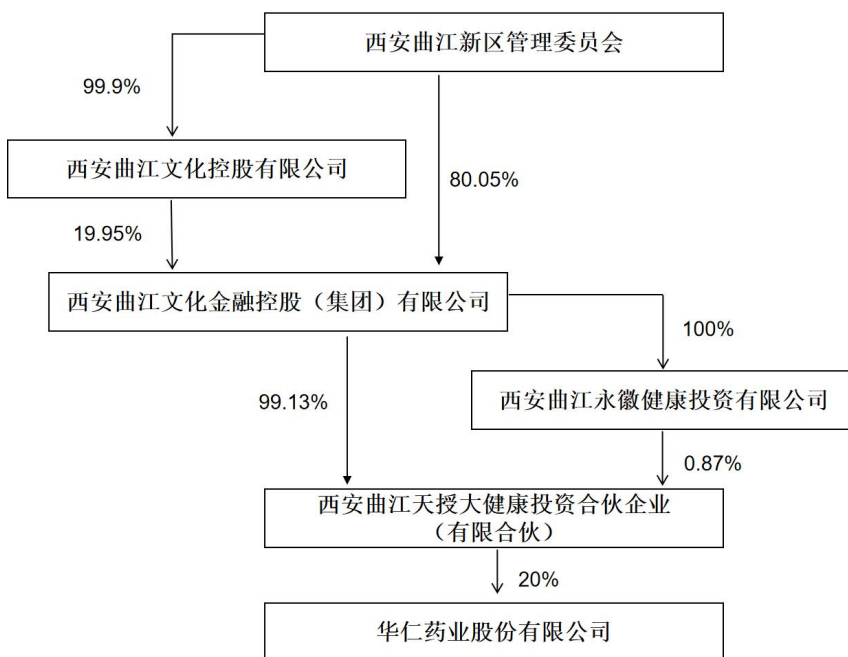 西安曲江新区管理委员会
99.9%
西安曲江文化控股有限公司
80.05%
19.95%
西安曲江文化金融控股（集团）有限公司
100%
99.13%
西安曲江永徽健康投资有限公司
0.87%
西安曲江天授大健康投资合伙企业
（有限合伙）
20%
华仁药业股份有限公司